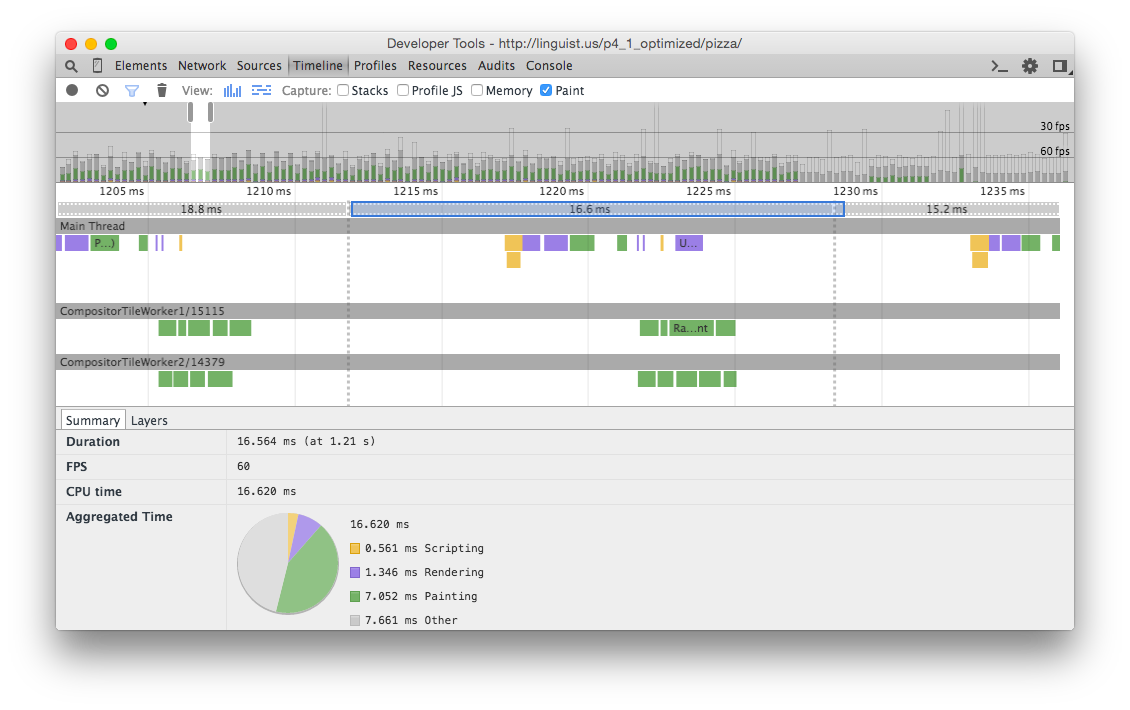 Developer Tools - http://linguist.us/p4_1_optimized/pizza/
Elements Network Sources Timeline Profiles Resources Audits Console
View: Capture: Stacks Profile JS Memory Paint
30 fps
60 fps
1205 ms 1210 ms 1215 ms 1220 ms 1225 ms 1230 ms 1235 ms
18.8 ms 16.6 ms 15.2 ms
Main Thread
P...) U...
CompositorTileWorker1/15115
Ra...nt
CompositorTileWorker2/14379
Summary Layers
Duration 16.564 ms (at 1.21 s)
FPS 60
CPU time 16.620 ms
Aggregated Time
16.620 ms
0.561 ms Scripting
1.346 ms Rendering
7.052 ms Painting
7.661 ms Other